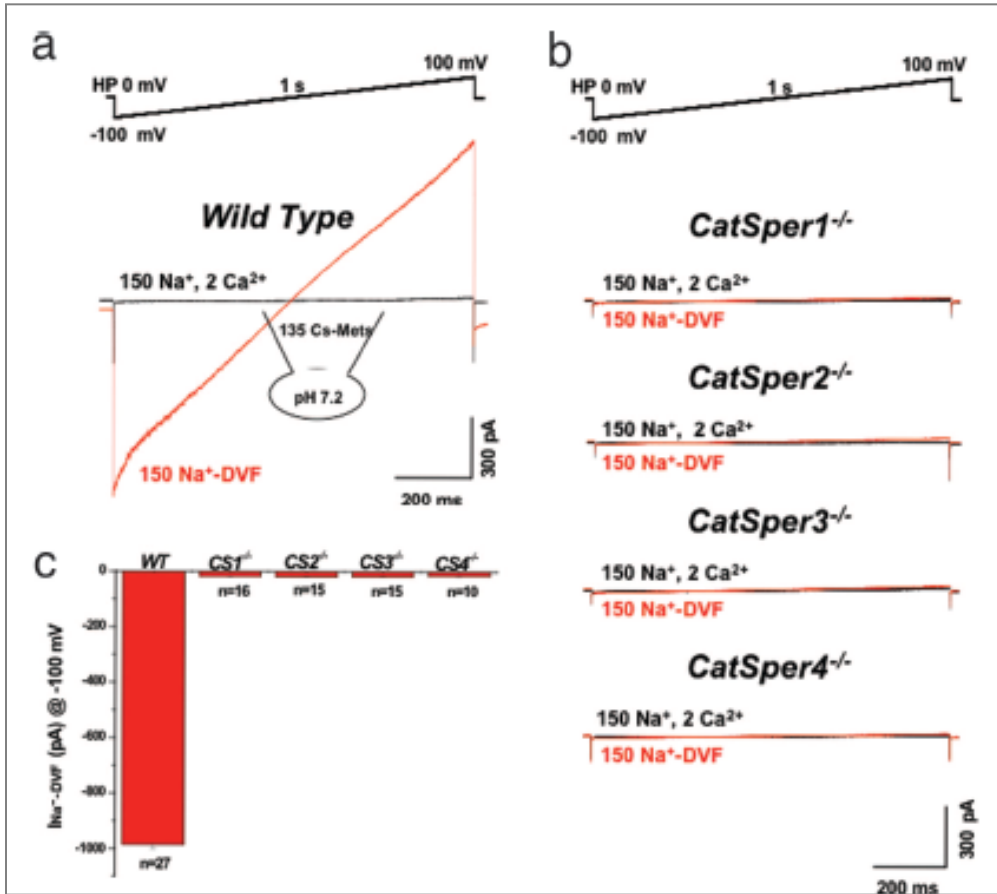 a
HP 0 mV
1 s
100 mV
-100 mV
Wild Type
150 Na⁺, 2 Ca²⁺
135 Cs-Mets
pH 7.2
150 Na⁺-DVF
300 pA
200 ms
b
HP 0 mV
1 s
100 mV
-100 mV
CatSper1⁻/⁻
150 Na⁺, 2 Ca²⁺
150 Na⁺-DVF
CatSper2⁻/⁻
150 Na⁺, 2 Ca²⁺
150 Na⁺-DVF
CatSper3⁻/⁻
150 Na⁺, 2 Ca²⁺
150 Na⁺-DVF
CatSper4⁻/⁻
150 Na⁺, 2 Ca²⁺
150 Na⁺-DVF
300 pA
200 ms
c
WT CS1⁻/⁻ CS2⁻/⁻ CS3⁻/⁻ CS4⁻/⁻
0
-200
-400
-600
-800
-1000
n=27 n=16 n=15 n=15 n=10
INa⁺-DVF (pA) @ -100 mV